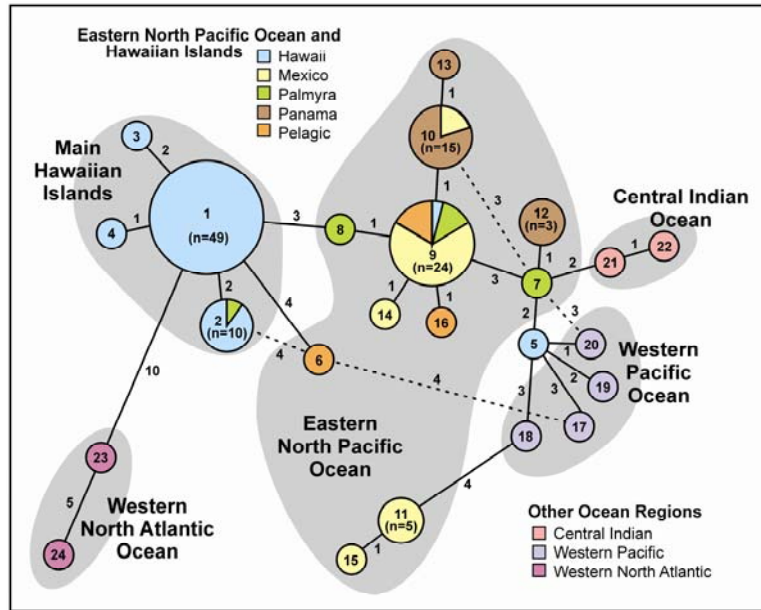 Eastern North Pacific Ocean and
Hawaiian Islands
Hawaii
Mexico
Palmyra
Panama
Pelagic
13
1
10
(n=15)
3
2
Main
Hawaiian
Islands
4
1
1
(n=49)
3
8
1
1
3
9
(n=24)
12
(n=3)
Central Indian
Ocean
1
22
21
2
1
7
3
2
2
(n=10)
4
1
14
1
16
3
2
3
5
20
1
Western
Pacific
Ocean
4
6
4
2
19
3
3
17
18
10
Eastern
North Pacific
Ocean
23
5
24
Western
North Atlantic
Ocean
4
11
(n=5)
1
15
Other Ocean Regions
Central Indian
Western Pacific
Western North Atlantic